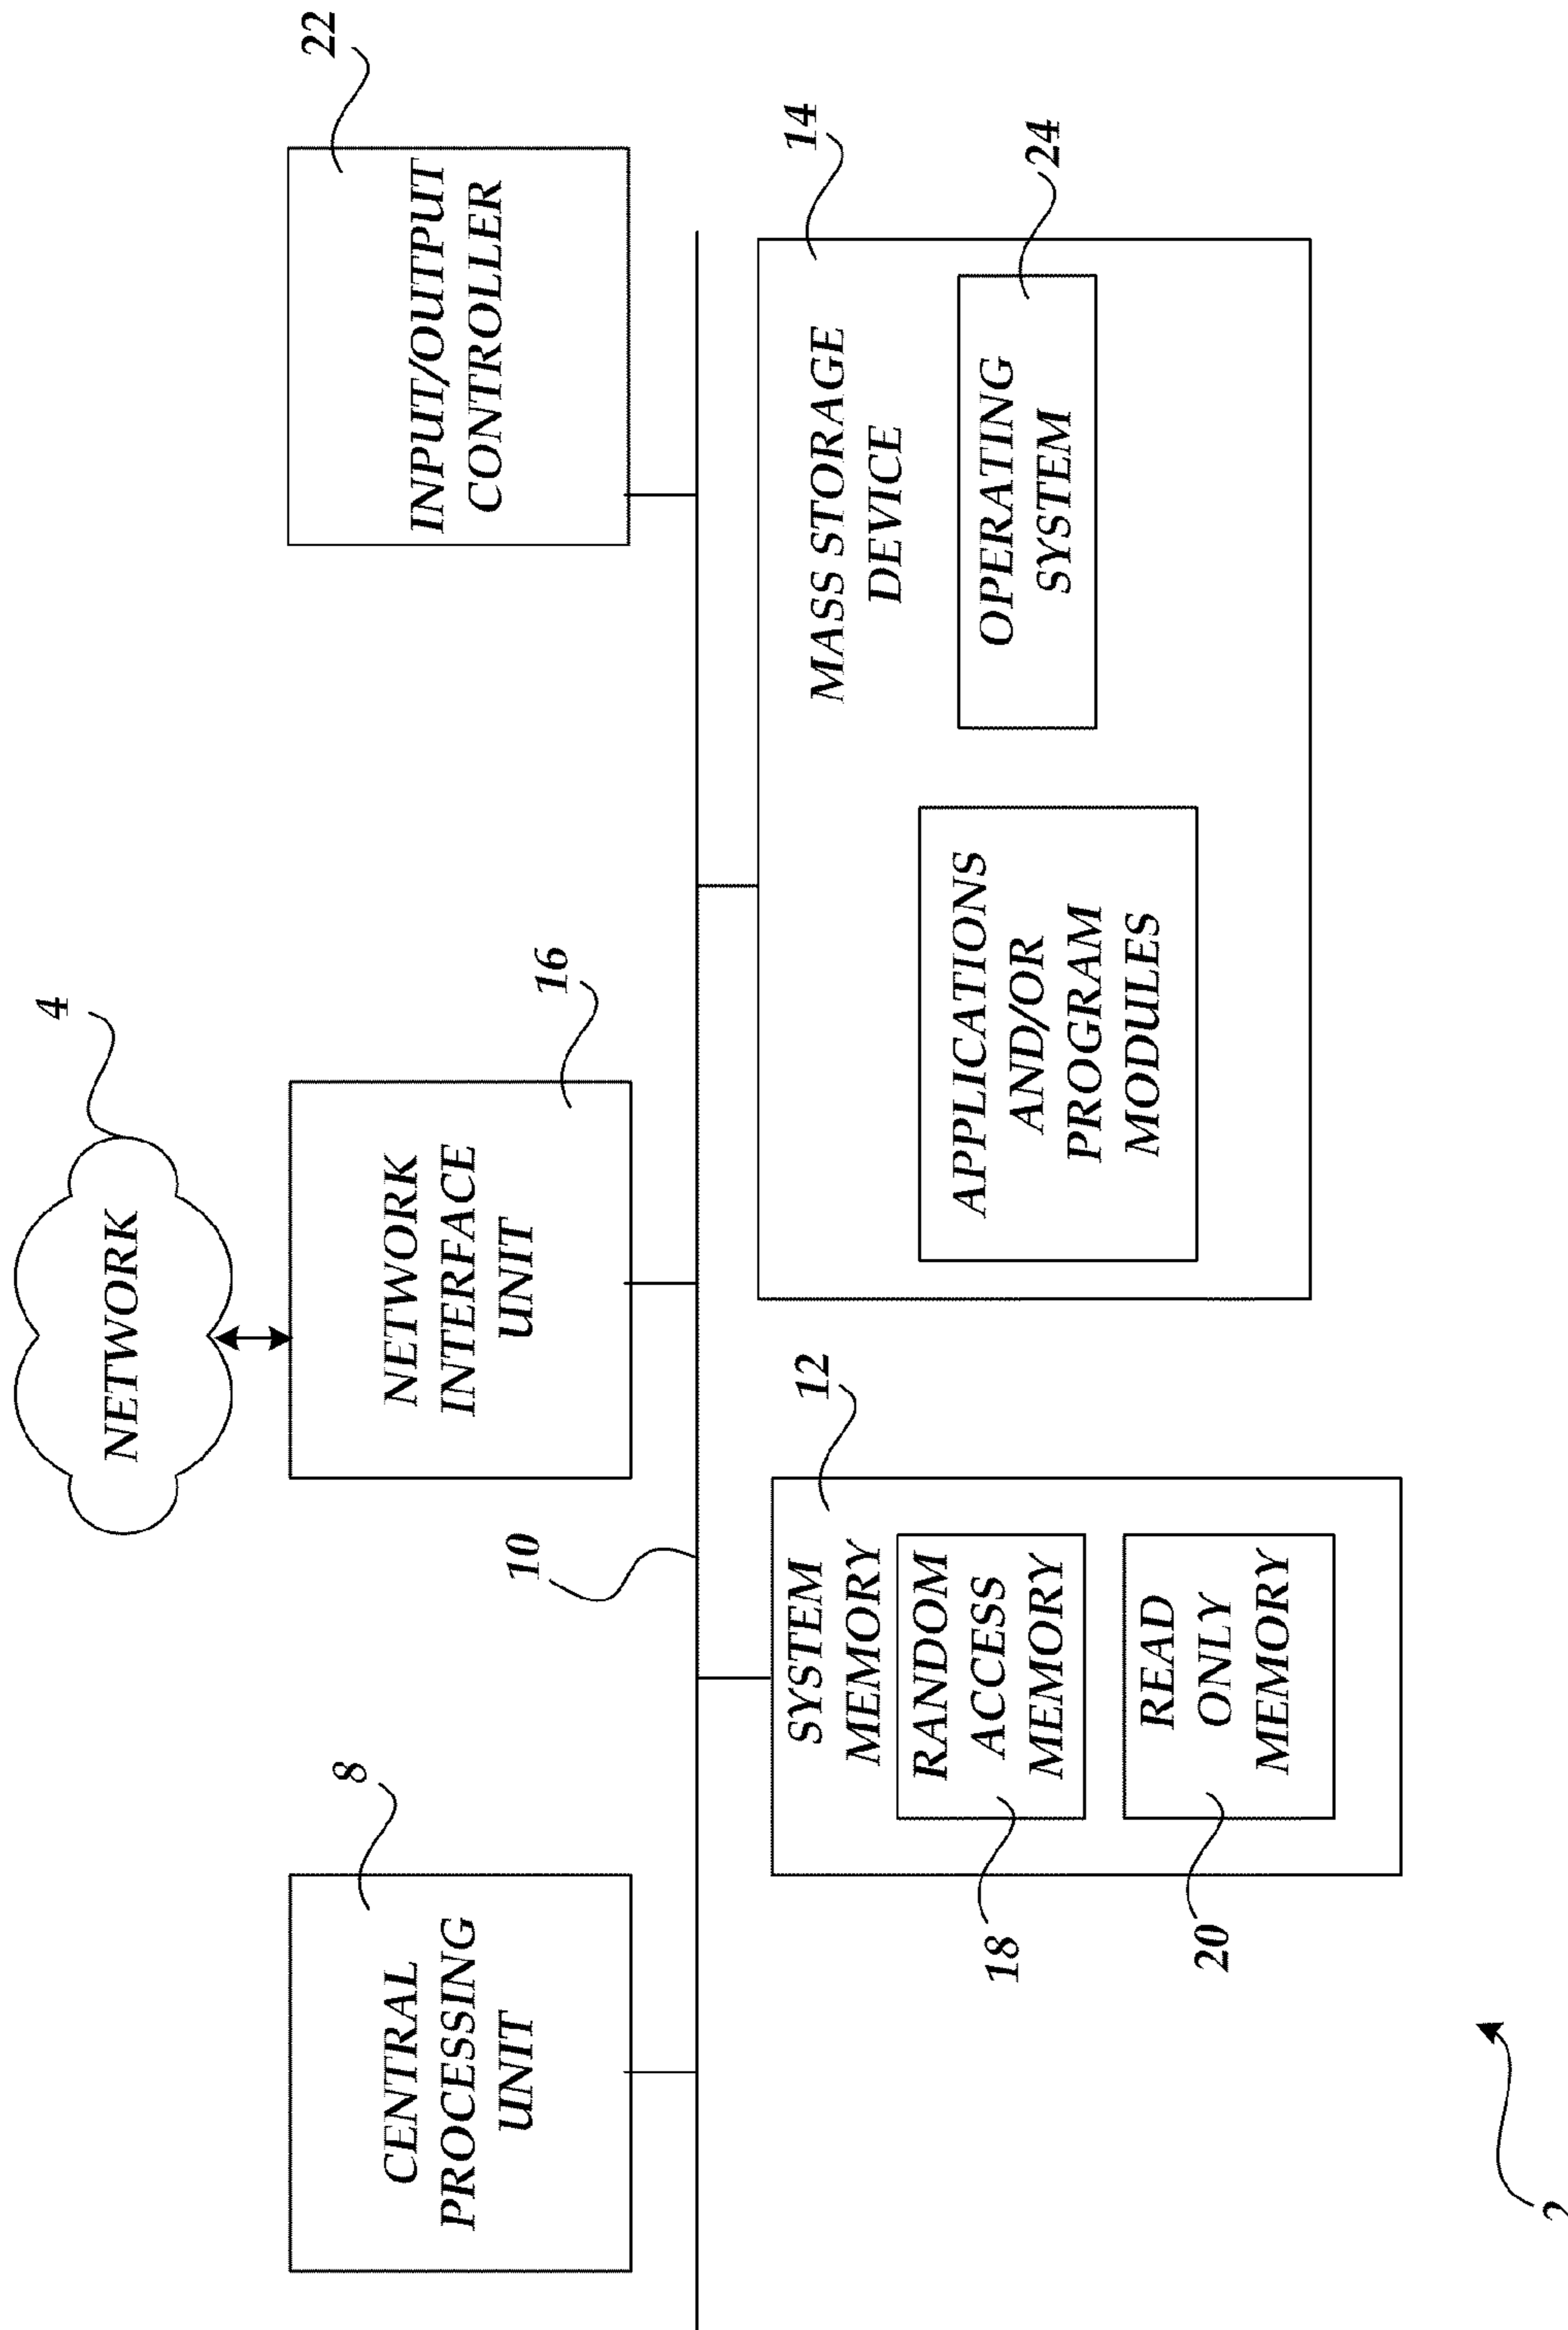 4
NETWORK
8
CENTRAL
PROCESSING
UNIT
16
NETWORK
INTERFACE
UNIT
22
INPUT/OUTPUT
CONTROLLER
10
12
SYSTEM
MEMORY
RANDOM
ACCESS
MEMORY
18
READ
ONLY
MEMORY
20
14
MASS STORAGE
DEVICE
24
OPERATING
SYSTEM
APPLICATIONS
AND/OR
PROGRAM
MODULES
2